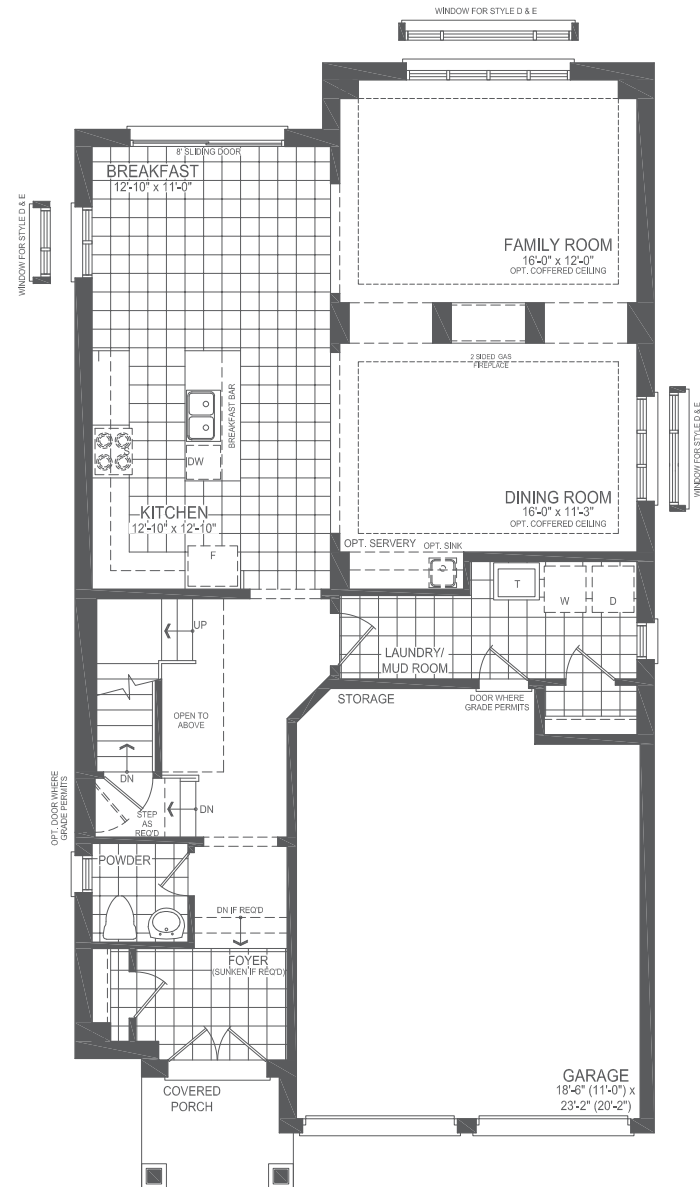 WINDOW FOR STYLE D & E
8' SLIDING DOOR
BREAKFAST
12'-10" x 11'-0"
WINDOW FOR STYLE D & E
FAMILY ROOM
16'-0" x 12'-0"
OPT. COFFERED CEILING
2 SIDED GAS
FIREPLACE
BREAKFAST BAR
DW
WINDOW FOR STYLE D & E
DINING ROOM
16'-0" x 11'-3"
OPT. COFFERED CEILING
KITCHEN
12'-10" x 12'-10"
F
OPT. SERVERY
OPT. SINK
T
W
D
UP
LAUNDRY/
MUD ROOM
STORAGE
DOOR WHERE
GRADE PERMITS
OPEN TO
ABOVE
DN
OPT. DOOR WHERE
GRADE PERMITS
DN
STEP
AS
REQ'D
POWDER
DN IF REQ'D
FOYER
(SUNKEN IF REQ'D)
GARAGE
18'-6" (11'-0") x
23'-2" (20'-2")
COVERED
PORCH